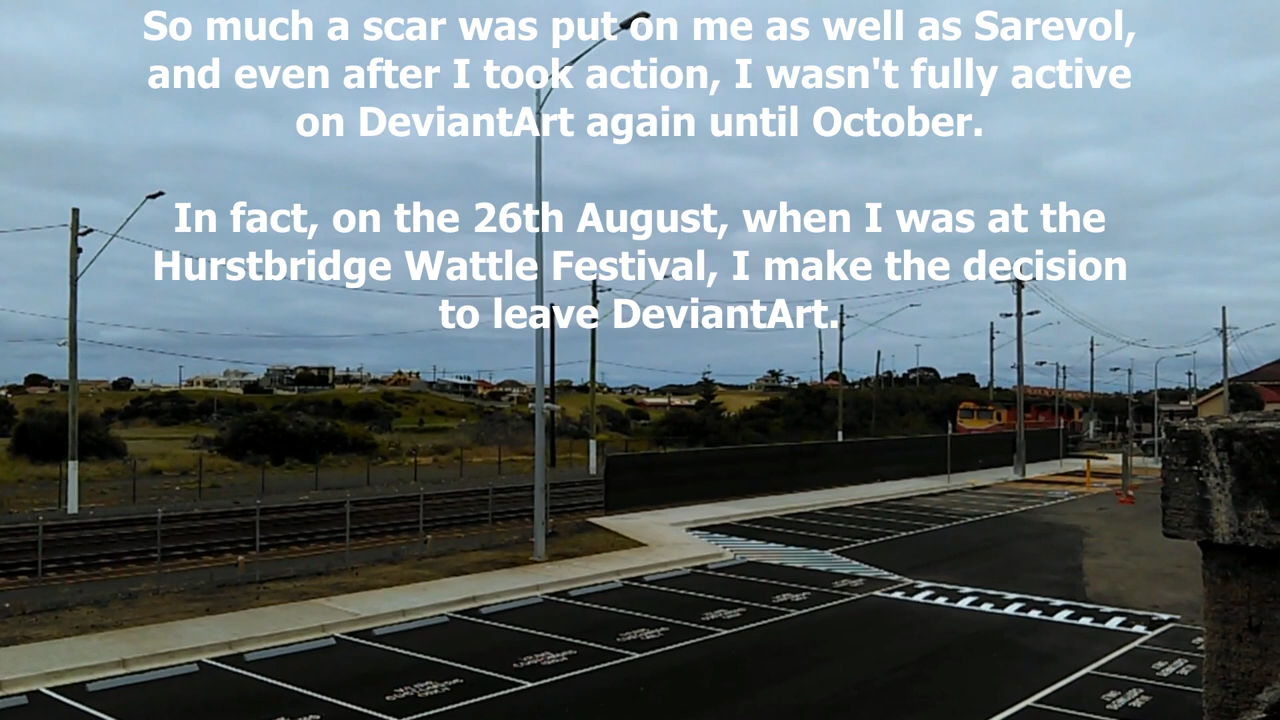 So much a scar was put on me as well as Sarevol,
and even after I took action, I wasn't fully active
on DeviantArt again until October.
In fact, on the 26th August, when I was at the
Hurstbridge Wattle Festival, I make the decision
to leave DeviantArt.